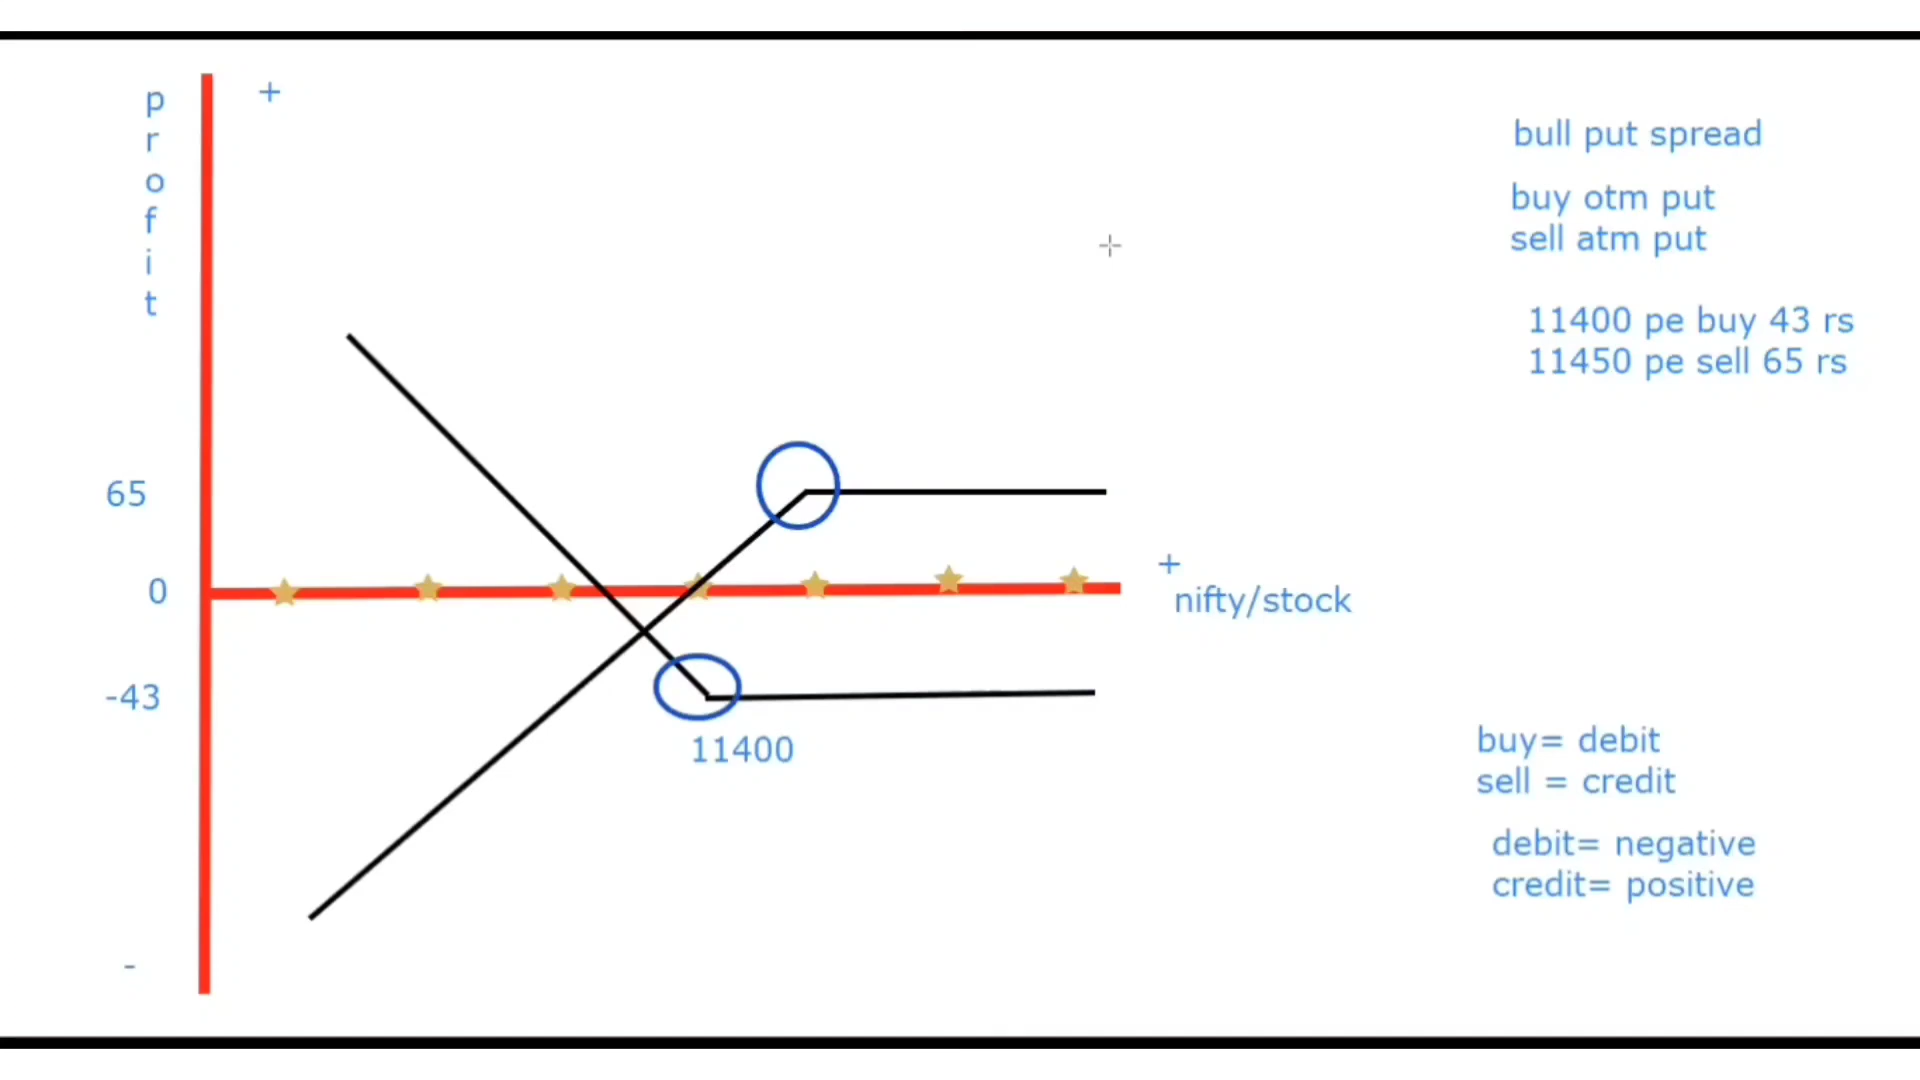 profit
+
bull put spread
buy otm put
sell atm put
11400 pe buy 43 rs
11450 pe sell 65 rs
65
0
+
nifty/stock
-43
11400
buy= debit
sell = credit
debit= negative
credit= positive
-